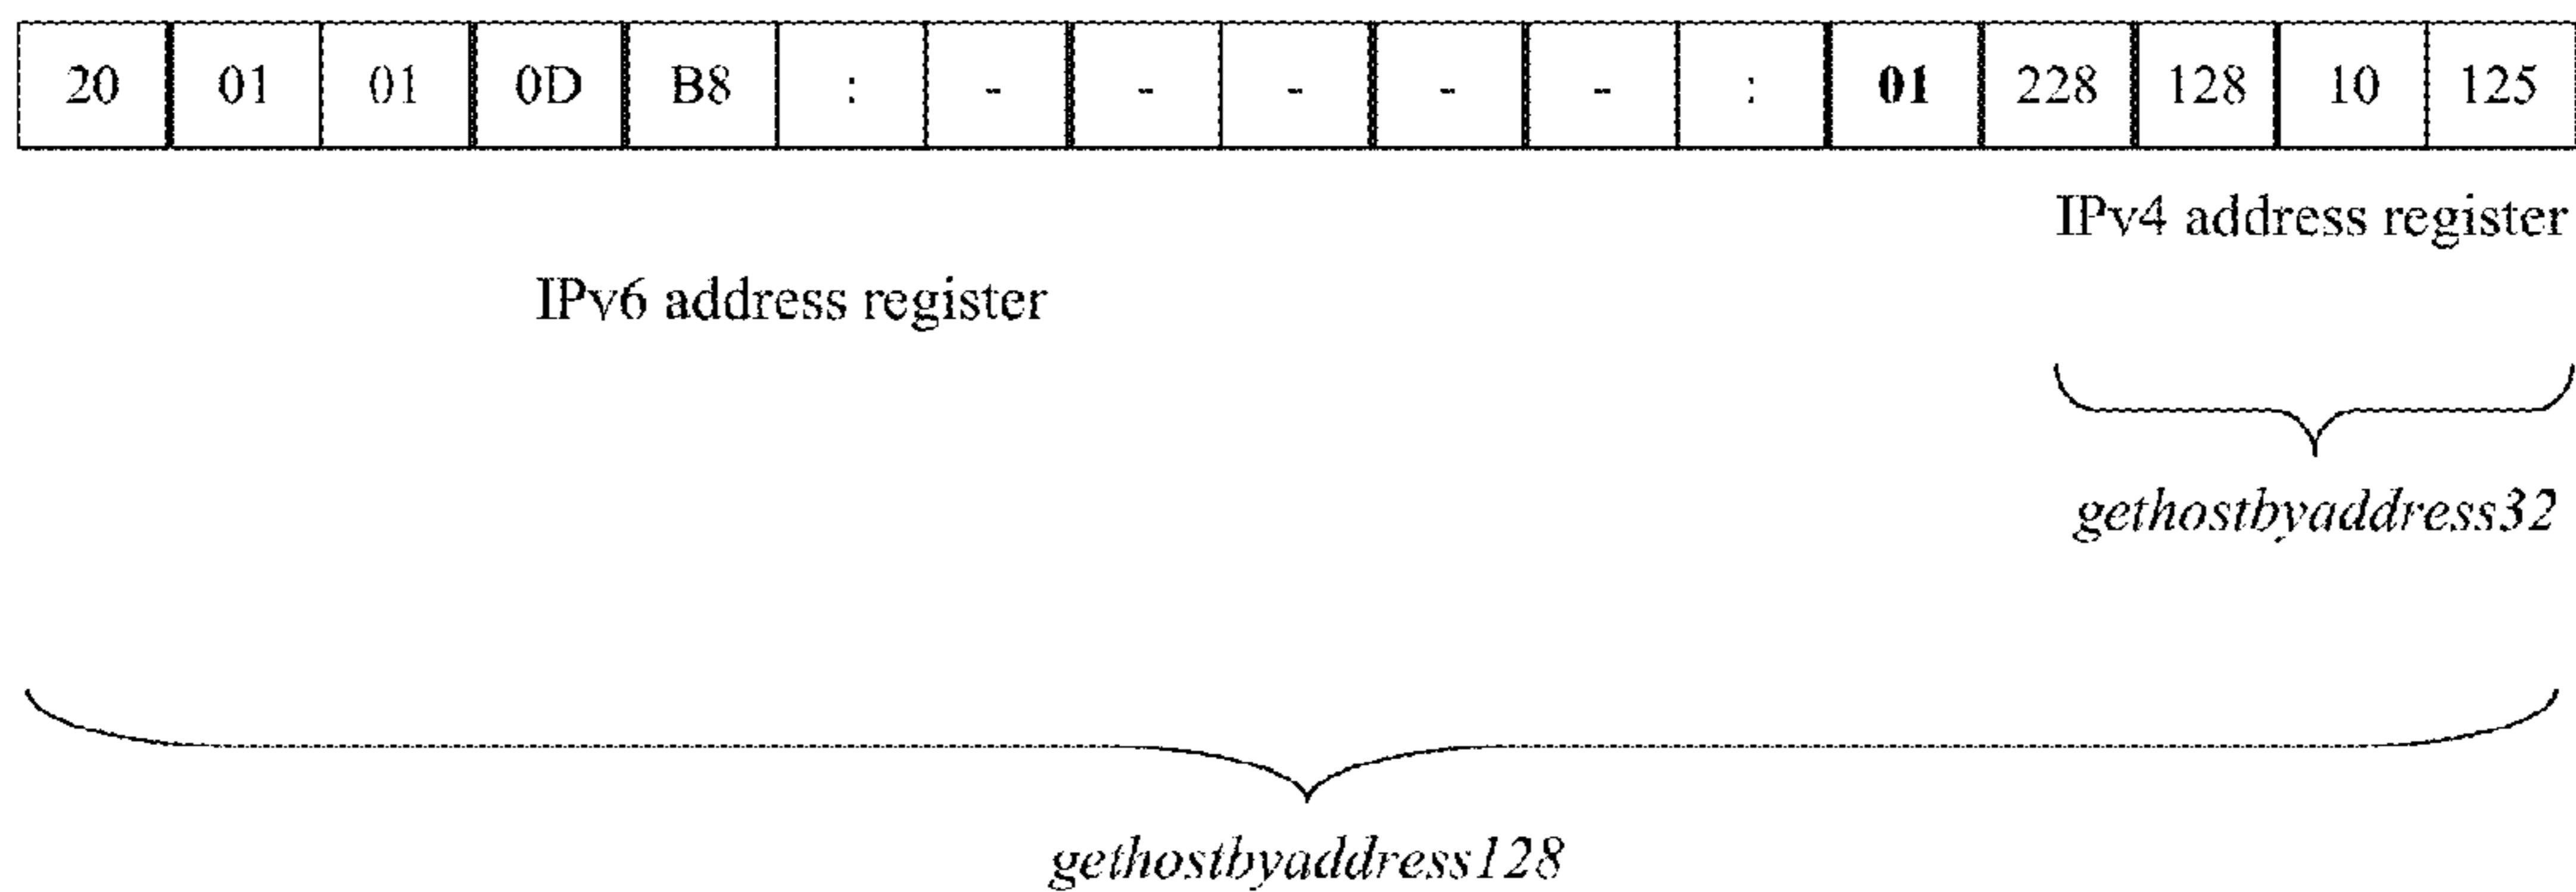 20 01 01 0D B8 : - - - - - : 01 228 128 10 125
IPv4 address register
IPv6 address register
gethostbyaddress32
gethostbyaddress128